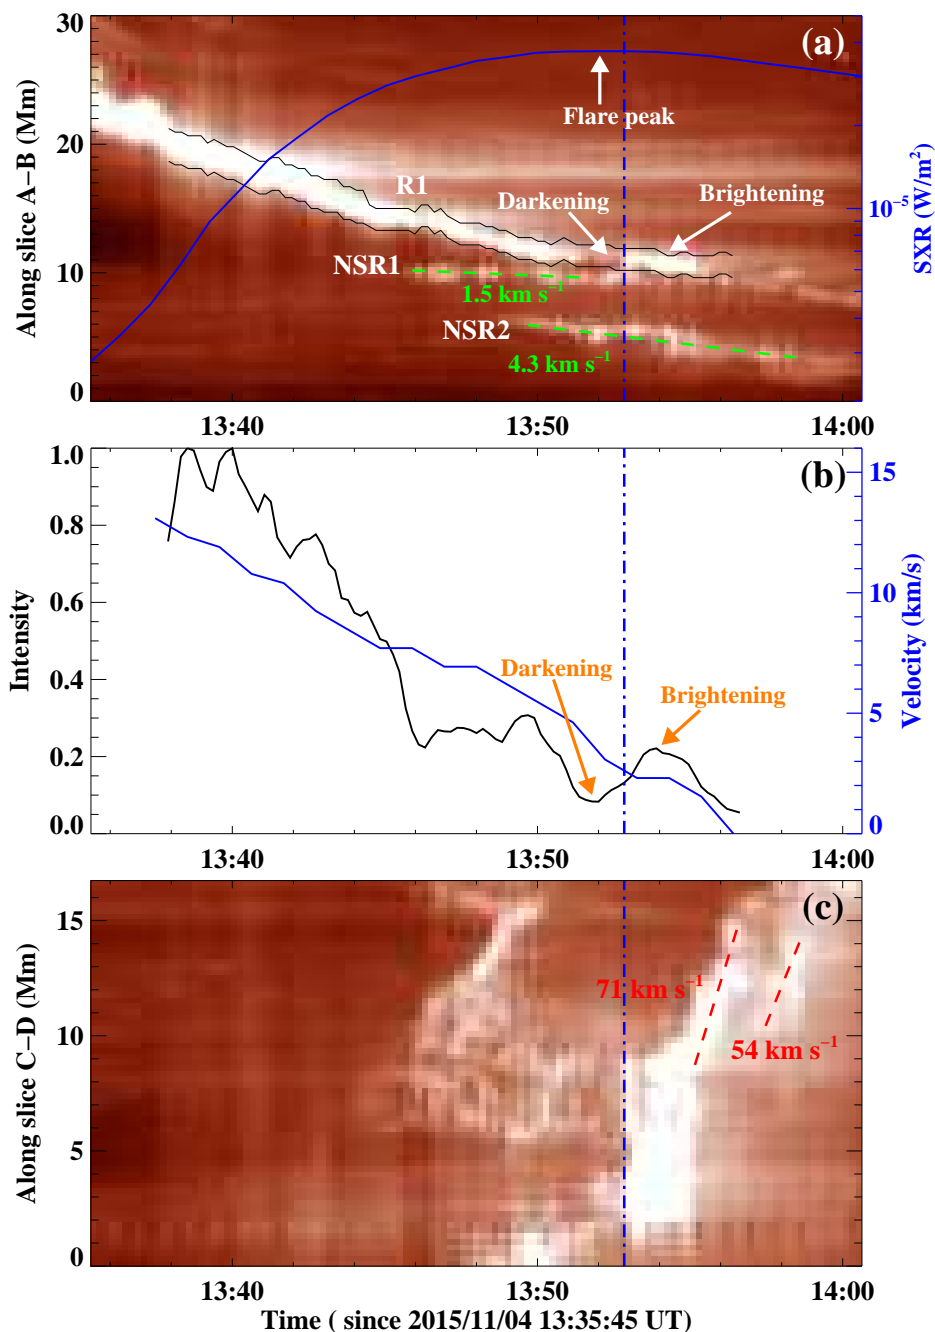 (a)
30
20
10
0
Along slice A−B (Mm)
Flare peak
R1
Darkening
Brightening
NSR1
1.5 km s⁻¹
NSR2
4.3 km s⁻¹
10⁻⁵
SXR (W/m²)
13:40 13:50 14:00
(b)
1.0
0.8
0.6
0.4
0.2
0.0
Intensity
Darkening
Brightening
15
10
5
0
Velocity (km/s)
13:40 13:50 14:00
(c)
15
10
5
0
Along slice C−D (Mm)
71 km s⁻¹
54 km s⁻¹
13:40 13:50 14:00
Time ( since 2015/11/04 13:35:45 UT)